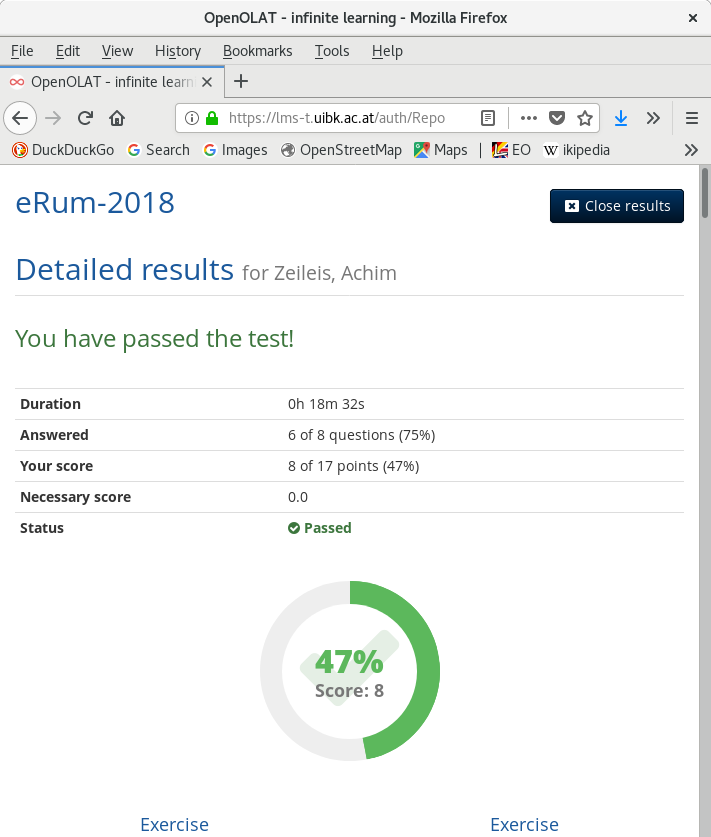 OpenOLAT - infinite learning - Mozilla Firefox
File Edit View History Bookmarks Tools Help
OpenOLAT - infinite learn
https://lms-t.uibk.ac.at/auth/Repo
DuckDuckGo Search Images OpenStreetMap Maps | EO W ikipedia
eRum-2018
Close results
Detailed results for Zeileis, Achim
You have passed the test!
Duration 0h 18m 32s
Answered 6 of 8 questions (75%)
Your score 8 of 17 points (47%)
Necessary score 0.0
Status Passed
47%
Score: 8
Exercise Exercise